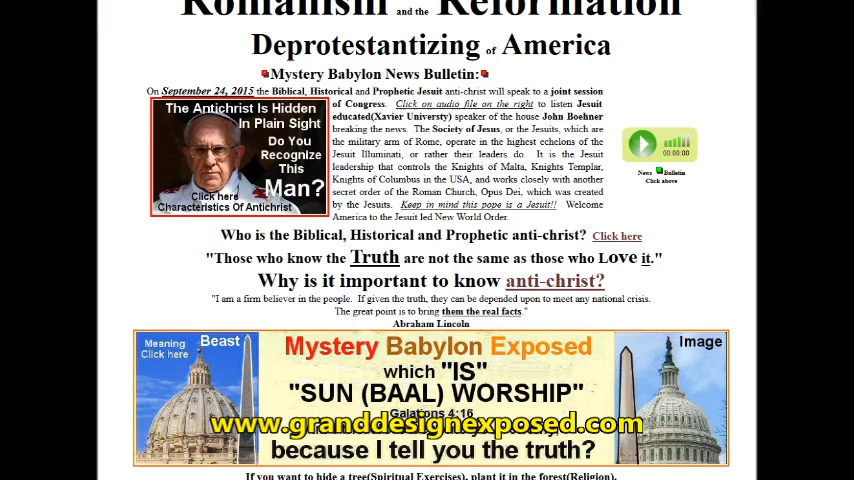 Romanism and the Reformation
Deprotestantizing of America
Mystery Babylon News Bulletin:
On September 24, 2015 the Biblical, Historical and Prophetic Jesuit anti-christ will speak to a joint session
of Congress. Click on audio file on the right to listen Jesuit
educated(Xavier Universty) speaker of the house John Boehner
breaking the news. The Society of Jesus, or the Jesuits, which are
the military arm of Rome, operate in the highest echelons of the
Jesuit Illuminati, or rather their leaders do. It is the Jesuit
leadership that controls the Knights of Malta, Knights Templar,
Knights of Columbus in the USA, and works closely with another
secret order of the Roman Church, Opus Dei, which was created
by the Jesuits. Keep in mind this pope is a Jesuit!! Welcome
America to the Jesuit led New World Order.
The Antichrist Is Hidden
In Plain Sight
Do You
Recognize
This
Man?
Click here
Characteristics Of Antichrist
00:00:00
News Bulletin
Click above
Who is the Biblical, Historical and Prophetic anti-christ? Click here
"Those who know the Truth are not the same as those who Love it."
Why is it important to know anti-christ?
"I am a firm believer in the people. If given the truth, they can be depended upon to meet any national crisis.
The great point is to bring them the real facts."
Abraham Lincoln
Meaning
Click here
Beast
Mystery Babylon Exposed
which "IS"
"SUN (BAAL) WORSHIP"
Galations 4:16
www.granddesignexposed.com
because I tell you the truth?
Image
If you want to hide a tree(Spiritual Exercises), plant it in the forest(Religion).